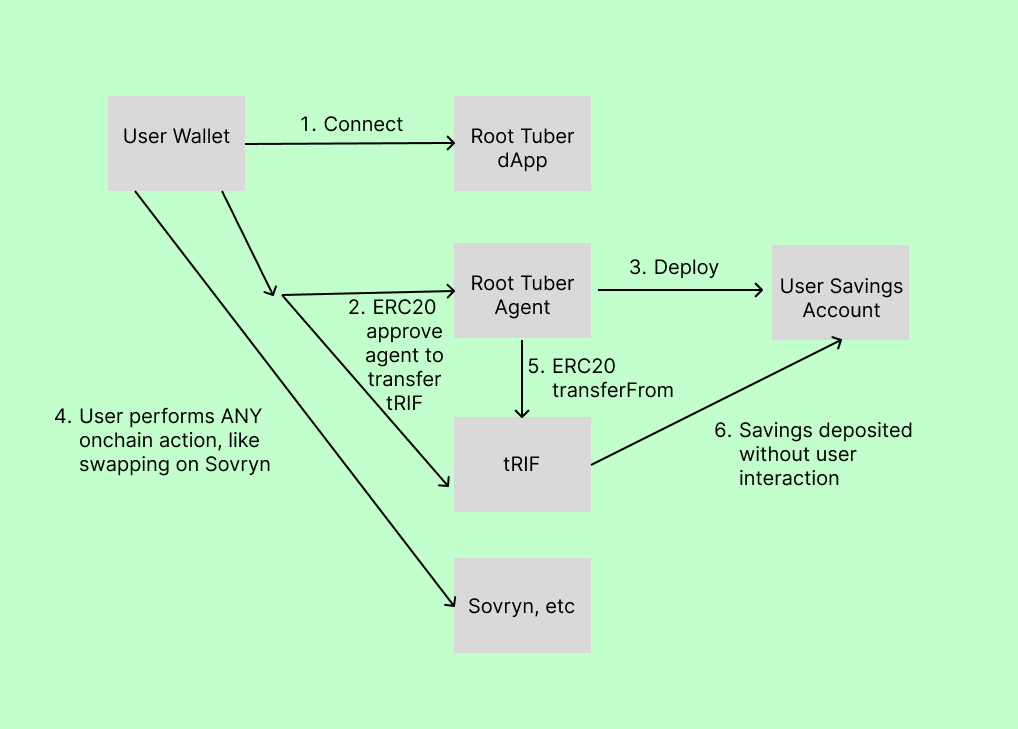 User Wallet
1. Connect
Root Tuber
dApp
Root Tuber
Agent
3. Deploy
User Savings
Account
2. ERC20
approve
agent to
transfer
tRIF
5. ERC20
transferFrom
4. User performs ANY
onchain action, like
swapping on Sovryn
tRIF
6. Savings deposited
without user
interaction
Sovryn, etc